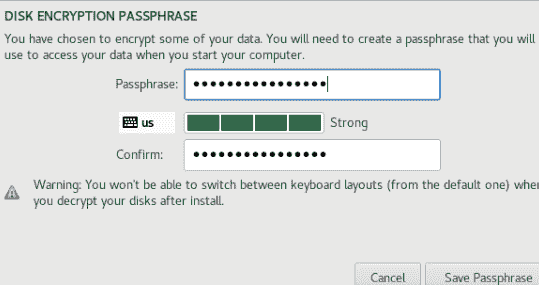 DISK ENCRYPTION PASSPHRASE
You have chosen to encrypt some of your data. You will need to create a passphrase that you will
use to access your data when you start your computer.
Passphrase: ••••••••••••••••
us Strong
Confirm: ••••••••••••••••
Warning: You won't be able to switch between keyboard layouts (from the default one) when
you decrypt your disks after install.
Cancel Save Passphrase